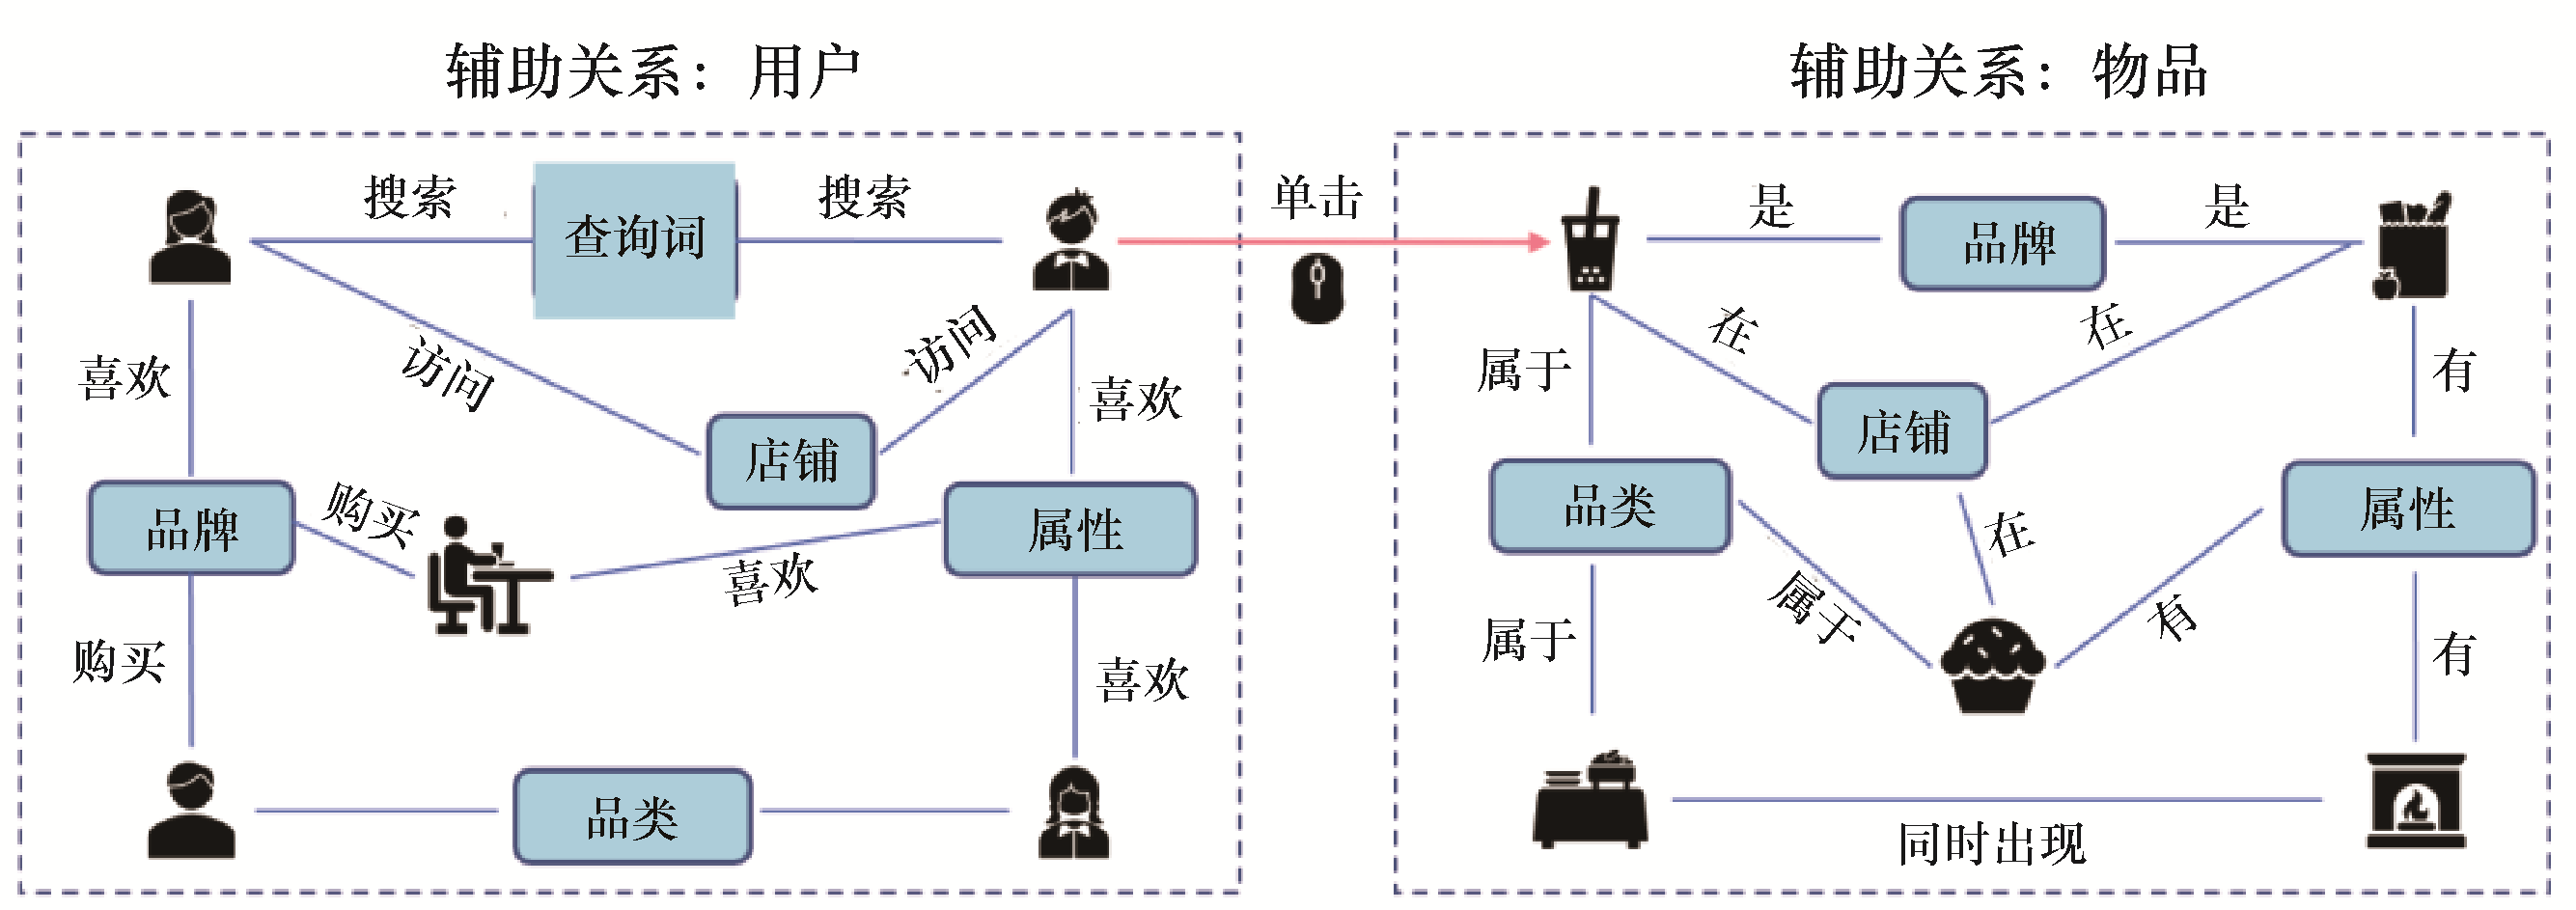 辅助关系：用户
辅助关系：物品
搜索
查询词
搜索
喜欢
访问
访问
喜欢
店铺
品牌
购买
喜欢
属性
购买
喜欢
品类
单击
是
品牌
是
属于
在
在
有
店铺
品类
在
属性
属于
属于
有
有
同时出现